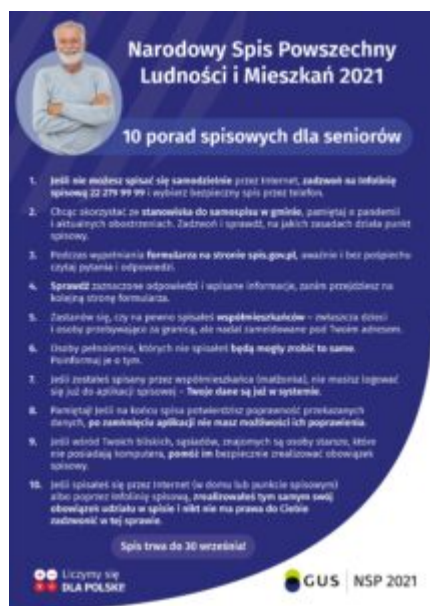 Narodowy Spis Powszechny
Ludności i Mieszkań 2021
10 porad spisowych dla seniorów
1. Jeśli nie możesz spisać się samodzielnie przez Internet, zadzwoń na infolinię
spisową 22 279 99 99 i wybierz bezpieczny spis przez telefon.
2. Chcąc skorzystać ze stanowiska do samospisu w gminie, pamiętaj o pandemii
i aktualnych obostrzeniach. Zadzwoń i sprawdź, na jakich zasadach działa punkt
spisowy.
3. Podczas wypełniania formularza na stronie spis.gov.pl, uważnie i bez pośpiechu
czytaj pytania i odpowiedzi.
4. Sprawdź zaznaczone odpowiedzi i wpisane informacje, zanim przejdziesz na
kolejną stronę formularza.
5. Zastanów się, czy na pewno spisałeś współmieszkańców – zwłaszcza dzieci
i osoby przebywające za granicą, ale nadal zameldowane pod Twoim adresem.
6. Osoby pełnoletnie, których nie spisałeś będą mogły zrobić to same.
Poinformuj je o tym.
7. Jeśli zostałeś spisany przez współmieszkańca (małżonka), nie musisz logować
się już do aplikacji spisowej – Twoje dane są już w systemie.
8. Pamiętaj! Jeśli na końcu spisu potwierdzisz poprawność przekazanych
danych, po zamknięciu aplikacji nie masz możliwości ich poprawienia.
9. Jeśli wśród Twoich bliskich, sąsiadów, znajomych są osoby starsze, które
nie posiadają komputera, pomóż im bezpiecznie zrealizować obowiązek
spisowy.
10. Jeśli spisałeś się przez Internet (w domu lub punkcie spisowym)
albo poprzez infolinię spisową, zrealizowałeś tym samym swój
obowiązek udziału w spisie i nikt nie ma prawa do Ciebie
zadzwonić w tej sprawie.
Spis trwa do 30 września!
Liczymy się
DLA POLSKI!
GUS NSP 2021